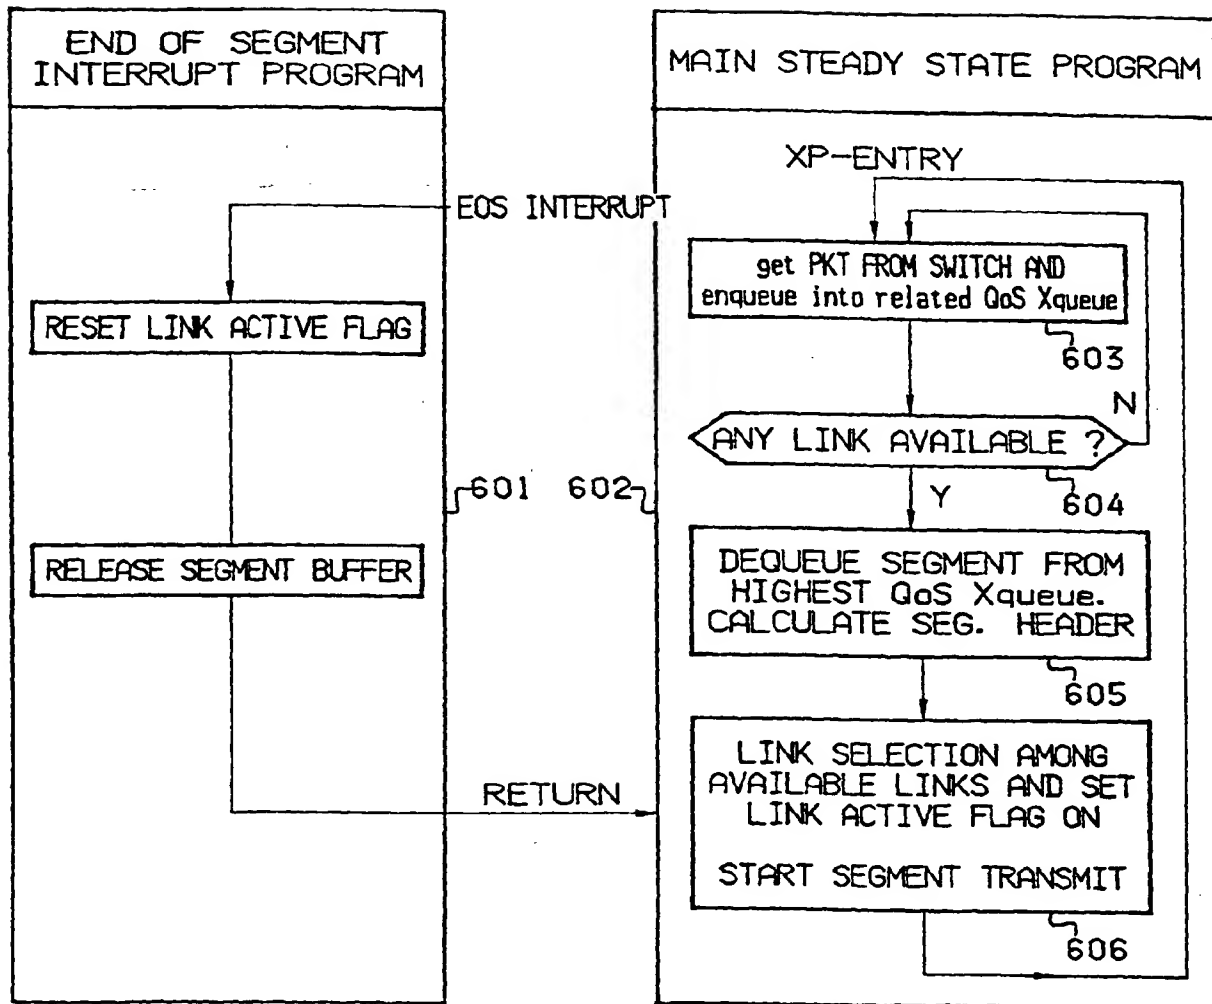 END OF SEGMENT
INTERRUPT PROGRAM
MAIN STEADY STATE PROGRAM
XP-ENTRY
EOS INTERRUPT
get PKT FROM SWITCH AND
enqueue into related QoS Xqueue
603
RESET LINK ACTIVE FLAG
N
ANY LINK AVAILABLE ?
604
601
602
Y
RELEASE SEGMENT BUFFER
DEQUEUE SEGMENT FROM
HIGHEST QoS Xqueue.
CALCULATE SEG. HEADER
605
LINK SELECTION AMONG
AVAILABLE LINKS AND SET
LINK ACTIVE FLAG ON
START SEGMENT TRANSMIT
606
RETURN